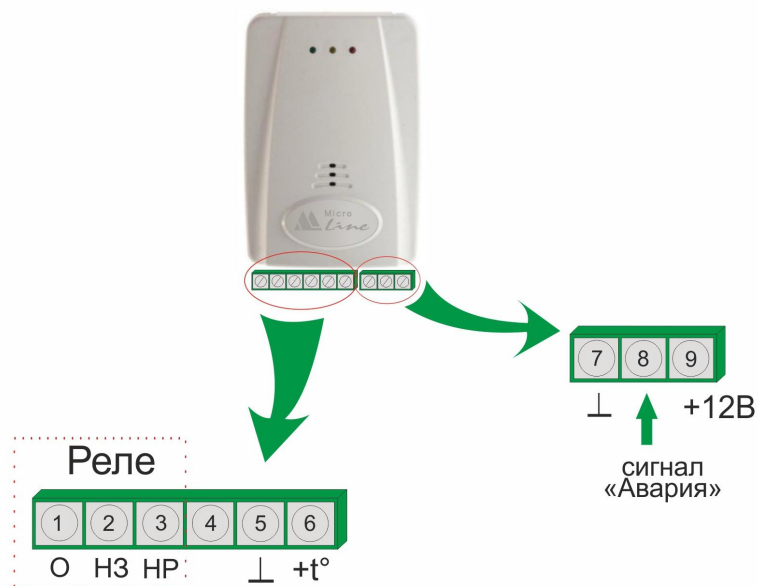 Micro
Line
7 8 9
⊥ +12В
сигнал
«Авария»
Реле
1 2 3 4 5 6
О НЗ НР ⊥ +t°